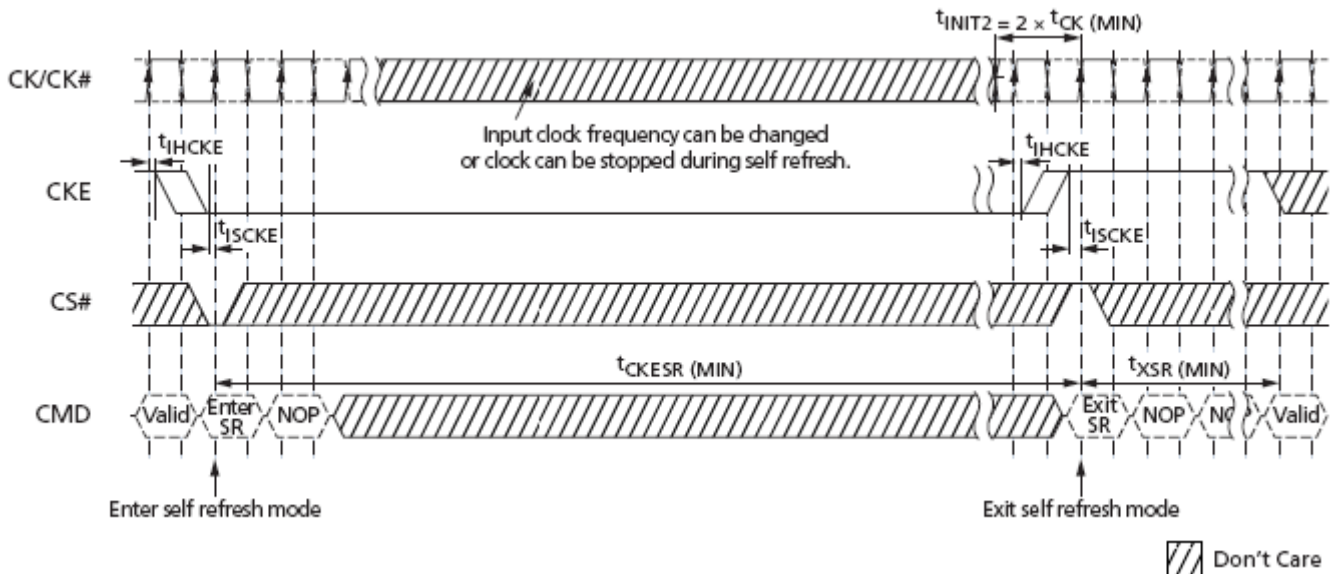 tINIT2 = 2 × tCK (MIN)
CK/CK#
Input clock frequency can be changed
or clock can be stopped during self refresh.
tIHCKE
tIHCKE
CKE
tISCKE
tISCKE
CS#
tCKESR (MIN)
tXSR (MIN)
CMD
Valid
Enter
SR
NOP
Exit
SR
NOP
NOP
Valid
Enter self refresh mode
Exit self refresh mode
Don't Care